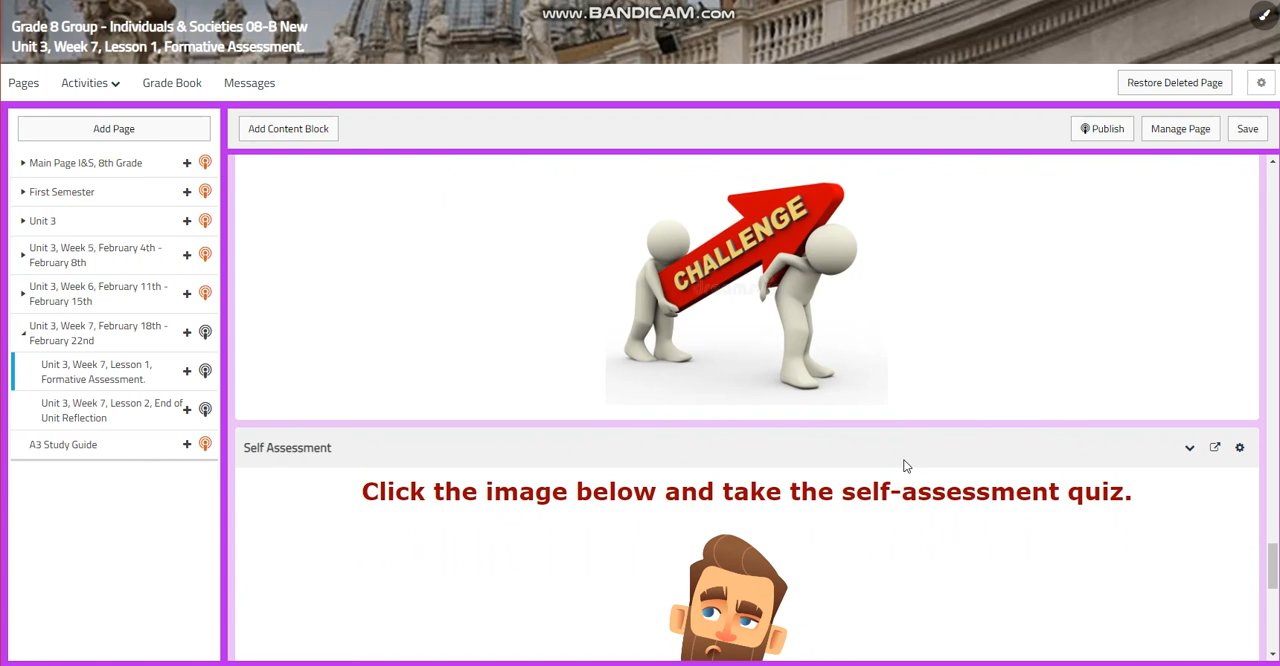 www.BANDICAM.com
Grade 8 Group - Individuals & Societies 08-B New
Unit 3, Week 7, Lesson 1, Formative Assessment.
Pages
Activities
Grade Book
Messages
Restore Deleted Page
Add Page
Add Content Block
Publish
Manage Page
Save
Main Page I&S, 8th Grade
First Semester
Unit 3
Unit 3, Week 5, February 4th -
February 8th
Unit 3, Week 6, February 11th -
February 15th
Unit 3, Week 7, February 18th -
February 22nd
Unit 3, Week 7, Lesson 1,
Formative Assessment.
Unit 3, Week 7, Lesson 2, End of
Unit Reflection
A3 Study Guide
CHALLENGE
Self Assessment
Click the image below and take the self-assessment quiz.